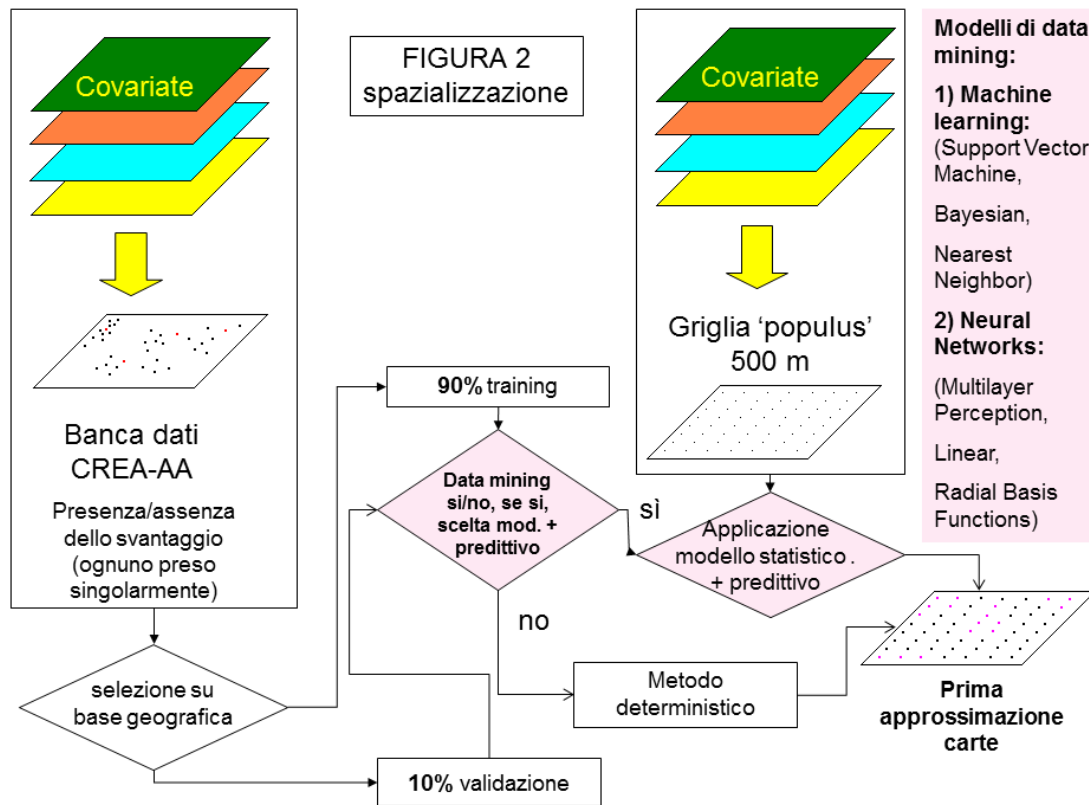 Covariate
Banca dati
CREA-AA
Presenza/assenza
dello svantaggio
(ognuno preso
singolarmente)
selezione su
base geografica
FIGURA 2
spazializzazione
90% training
Data mining
si/no, se si,
scelta mod. +
predittivo
sì
no
Metodo
deterministico
10% validazione
Covariate
Griglia ‘populus’
500 m
Applicazione
modello statistico .
+ predittivo
Prima
approssimazione
carte
Modelli di data
mining:
1) Machine
learning:
(Support Vector
Machine,
Bayesian,
Nearest
Neighbor)
2) Neural
Networks:
(Multilayer
Perception,
Linear,
Radial Basis
Functions)